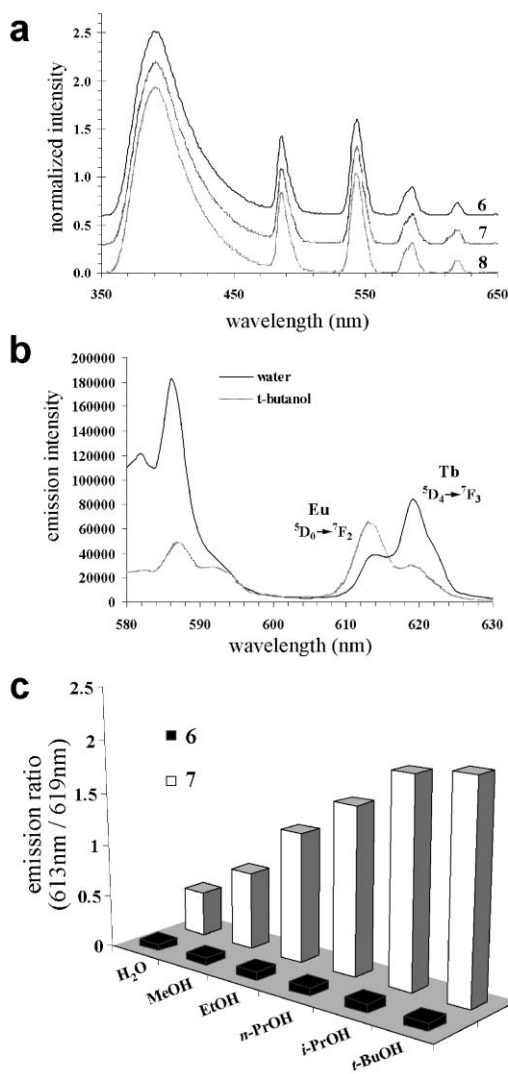 a
normalized intensity
2.5
2.0
1.5
1.0
0.5
0.0
6
7
8
350
450
550
650
wavelength (nm)
b
emission intensity
200000
180000
160000
140000
120000
100000
80000
60000
40000
20000
0
water
t-butanol
Eu
⁵D₀→⁷F₂
Tb
⁵D₄→⁷F₃
580
590
600
610
620
630
wavelength (nm)
c
emission ratio
(613nm / 619nm)
2.5
2
1.5
1
0.5
0
6
7
H₂O
MeOH
EtOH
n-PrOH
i-PrOH
t-BuOH